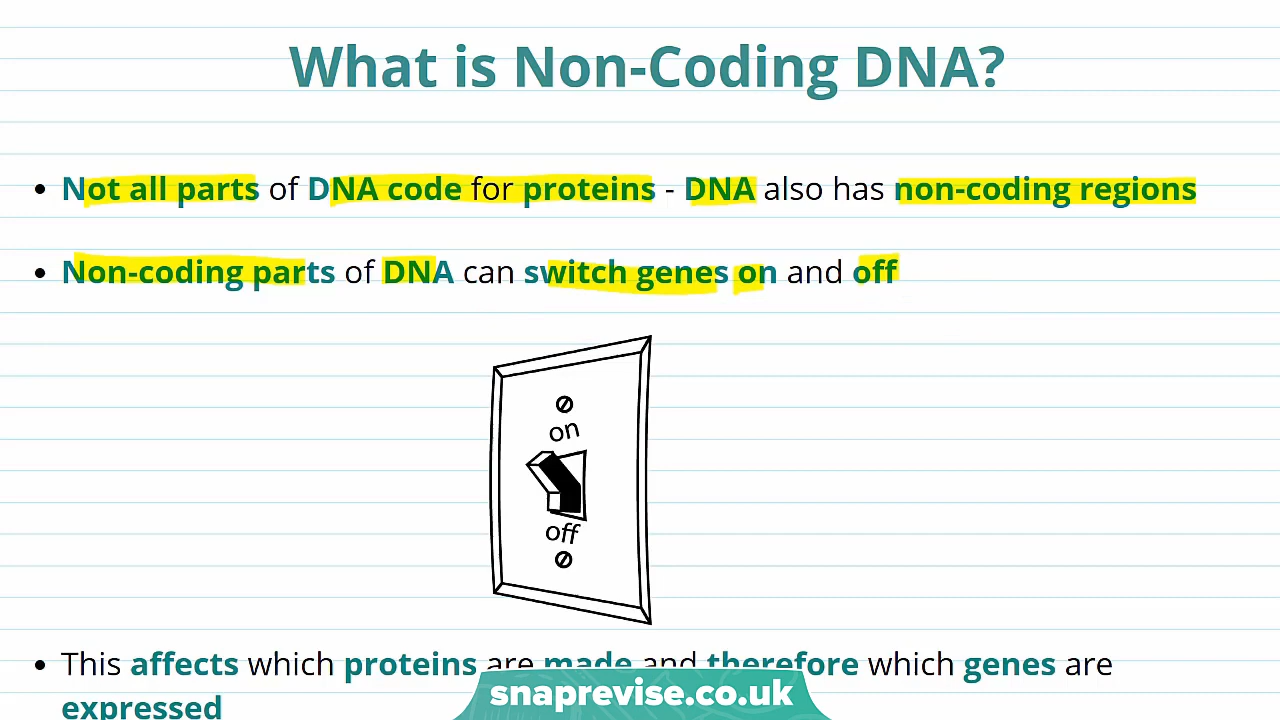 What is Non-Coding DNA?
• Not all parts of DNA code for proteins - DNA also has non-coding regions
• Non-coding parts of DNA can switch genes on and off
on
off
• This affects which proteins are made and therefore which genes are
expressed
snaprevise.co.uk